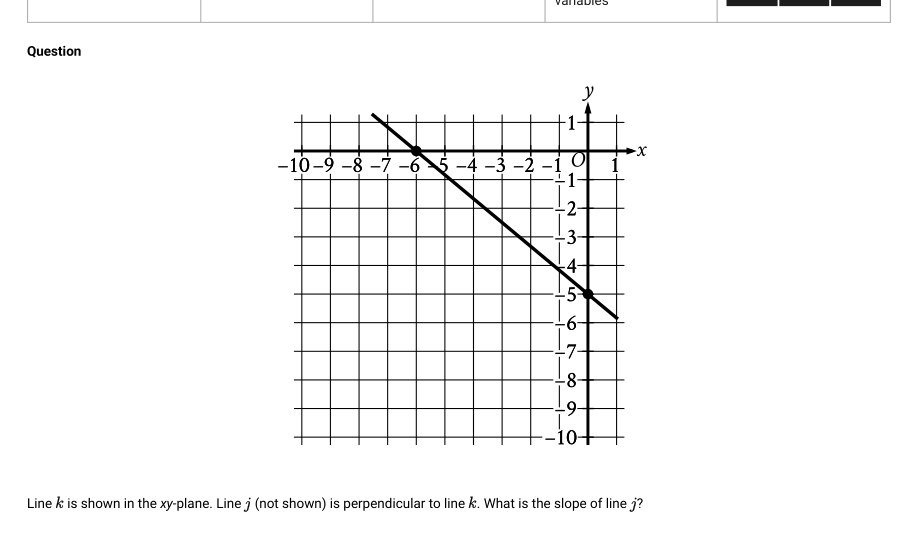 variables
Question
y
1
−10 −9 −8 −7 −6 −5 −4 −3 −2 −1 O 1 x
−1
−2
−3
−4
−5
−6
−7
−8
−9
−10
Line k is shown in the xy-plane. Line j (not shown) is perpendicular to line k. What is the slope of line j?